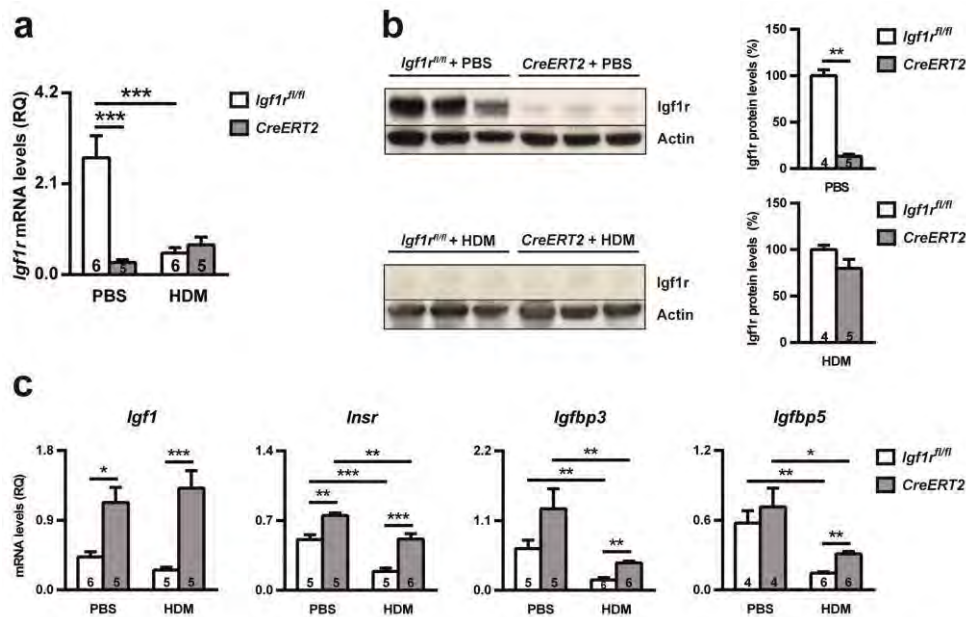 a
Igf1r mRNA levels (RQ)
4.2
2.1
0.0
***
***
6
5
6
5
PBS
HDM
Igf1r^fl/fl
CreERT2
b
Igf1r^fl/fl + PBS
CreERT2 + PBS
Igf1r
Actin
Igf1r^fl/fl + HDM
CreERT2 + HDM
Igf1r
Actin
Igf1r protein levels (%)
150
100
50
0
**
4
5
PBS
Igf1r^fl/fl
CreERT2
Igf1r protein levels (%)
150
100
50
0
4
5
HDM
Igf1r^fl/fl
CreERT2
c
mRNA levels (RQ)
Igf1
1.8
0.9
0.0
*
***
6
5
5
5
PBS
HDM
Insr
1.4
0.7
0.0
**
***
**
***
5
5
5
6
PBS
HDM
Igfbp3
2.2
1.1
0.0
**
**
**
5
5
6
6
PBS
HDM
Igfbp5
1.2
0.6
0.0
*
**
**
4
4
6
6
PBS
HDM
Igf1r^fl/fl
CreERT2